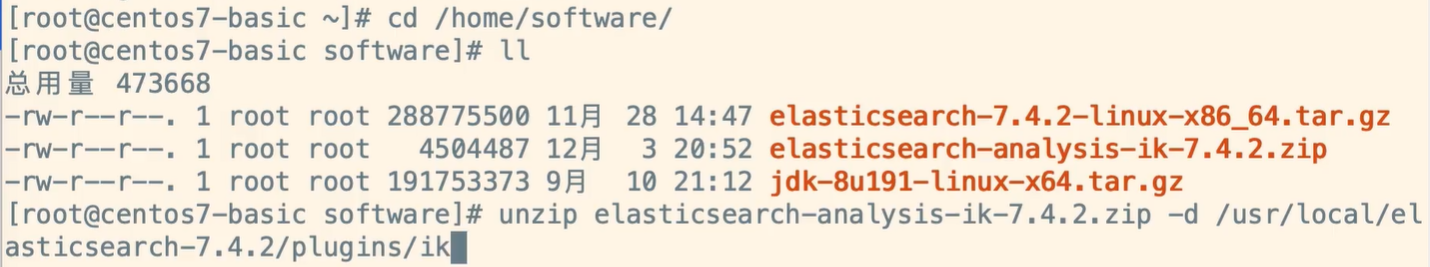 [root@centos7-basic ~]# cd /home/software/
[root@centos7-basic software]# ll
总用量 473668
-rw-r--r--. 1 root root 288775500 11月  28 14:47 elasticsearch-7.4.2-linux-x86_64.tar.gz
-rw-r--r--. 1 root root   4504487 12月   3 20:52 elasticsearch-analysis-ik-7.4.2.zip
-rw-r--r--. 1 root root 191753373 9月   10 21:12 jdk-8u191-linux-x64.tar.gz
[root@centos7-basic software]# unzip elasticsearch-analysis-ik-7.4.2.zip -d /usr/local/el
asticsearch-7.4.2/plugins/ik